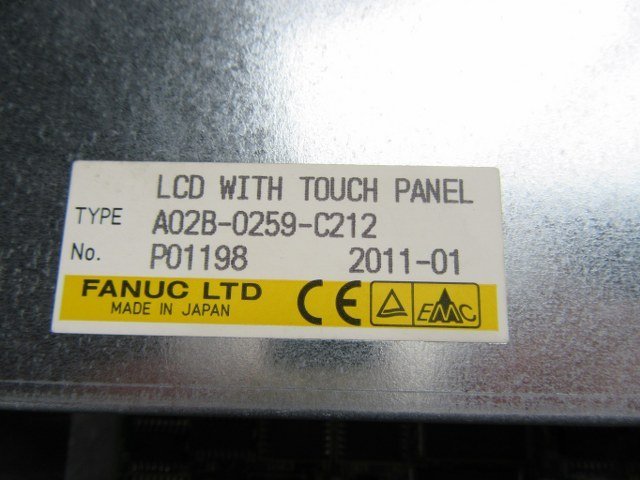 LCD WITH TOUCH PANEL
TYPE A02B-0259-C212
No. P01198 2011-01
FANUC LTD CE EMC
MADE IN JAPAN